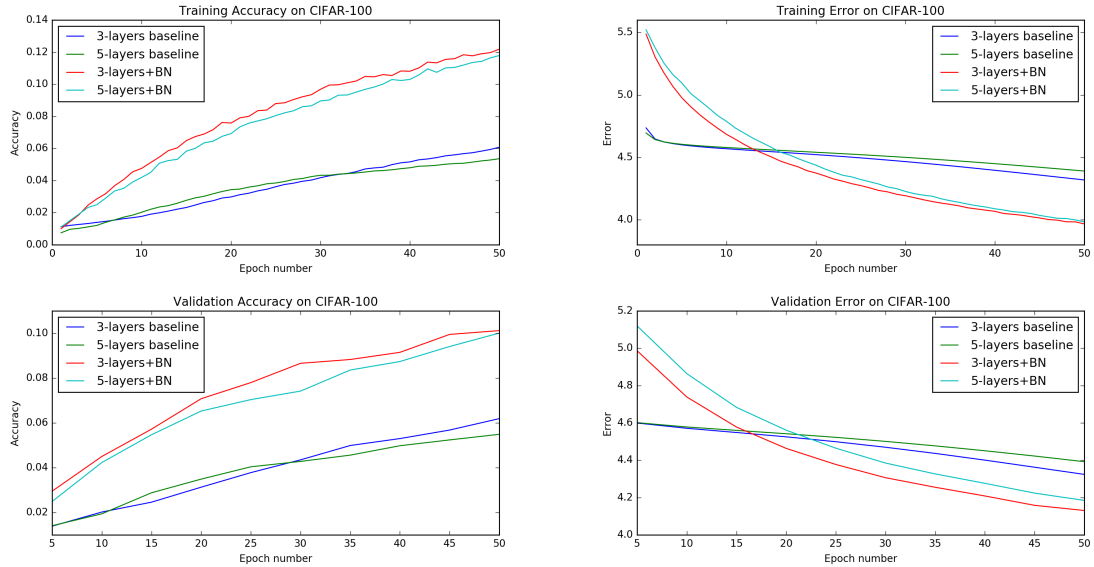 Training Accuracy on CIFAR-100
0.14
0.12
0.10
0.08
0.06
0.04
0.02
0.00
Accuracy
3-layers baseline
5-layers baseline
3-layers+BN
5-layers+BN
0 10 20 30 40 50
Epoch number
Training Error on CIFAR-100
5.5
5.0
4.5
4.0
Error
3-layers baseline
5-layers baseline
3-layers+BN
5-layers+BN
0 10 20 30 40 50
Epoch number
Validation Accuracy on CIFAR-100
0.10
0.08
0.06
0.04
0.02
Accuracy
3-layers baseline
5-layers baseline
3-layers+BN
5-layers+BN
5 10 15 20 25 30 35 40 45 50
Epoch number
Validation Error on CIFAR-100
5.2
5.0
4.8
4.6
4.4
4.2
4.0
Error
3-layers baseline
5-layers baseline
3-layers+BN
5-layers+BN
5 10 15 20 25 30 35 40 45 50
Epoch number